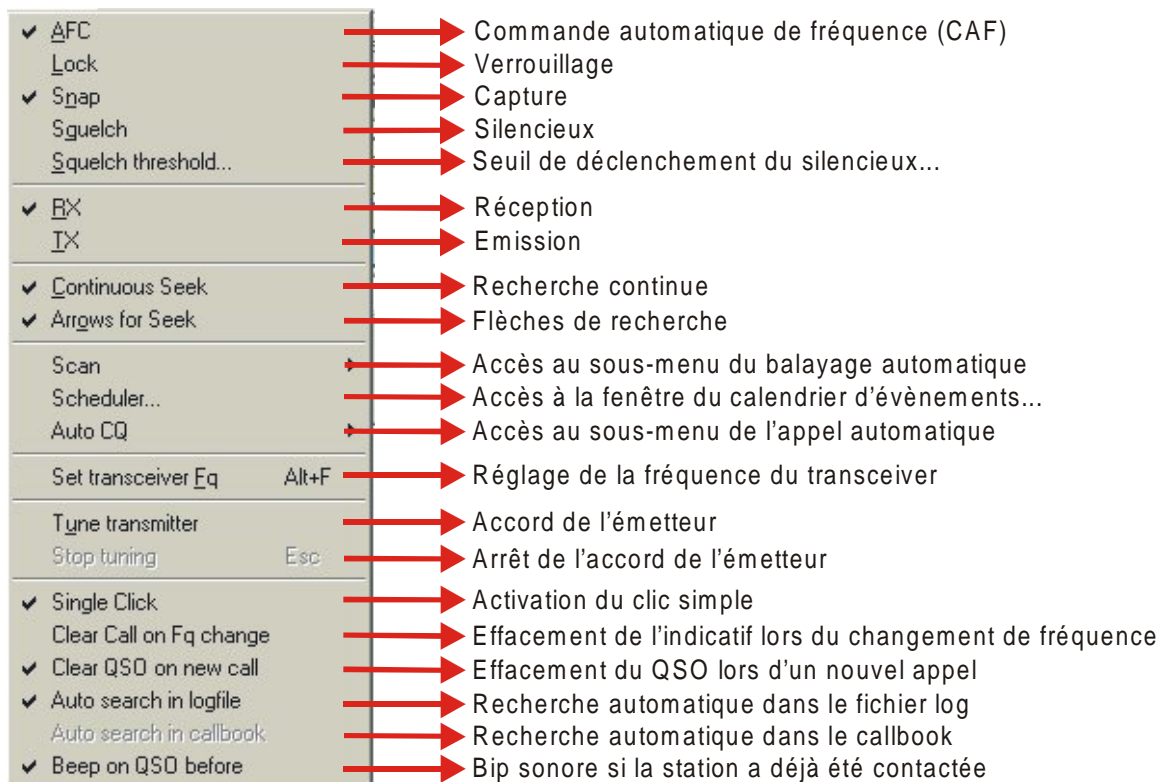 AFC Commande automatique de fréquence (CAF)
Lock Verrouillage
Snap Capture
Sguelch Silencieux
Squelch threshold... Seuil de déclenchement du silencieux...
RX Réception
TX Emission
Continuous Seek Recherche continue
Arrows for Seek Flèches de recherche
Scan Accès au sous-menu du balayage automatique
Scheduler... Accès à la fenêtre du calendrier d'évènements...
Auto CQ Accès au sous-menu de l'appel automatique
Set transceiver Fq Alt+F Réglage de la fréquence du transceiver
Tune transmitter Accord de l'émetteur
Stop tuning Esc Arrêt de l'accord de l'émetteur
Single Click Activation du clic simple
Clear Call on Fq change Effacement de l'indicatif lors du changement de fréquence
Clear QSO on new call Effacement du QSO lors d'un nouvel appel
Auto search in logfile Recherche automatique dans le fichier log
Auto search in callbook Recherche automatique dans le callbook
Beep on QSO before Bip sonore si la station a déjà été contactée